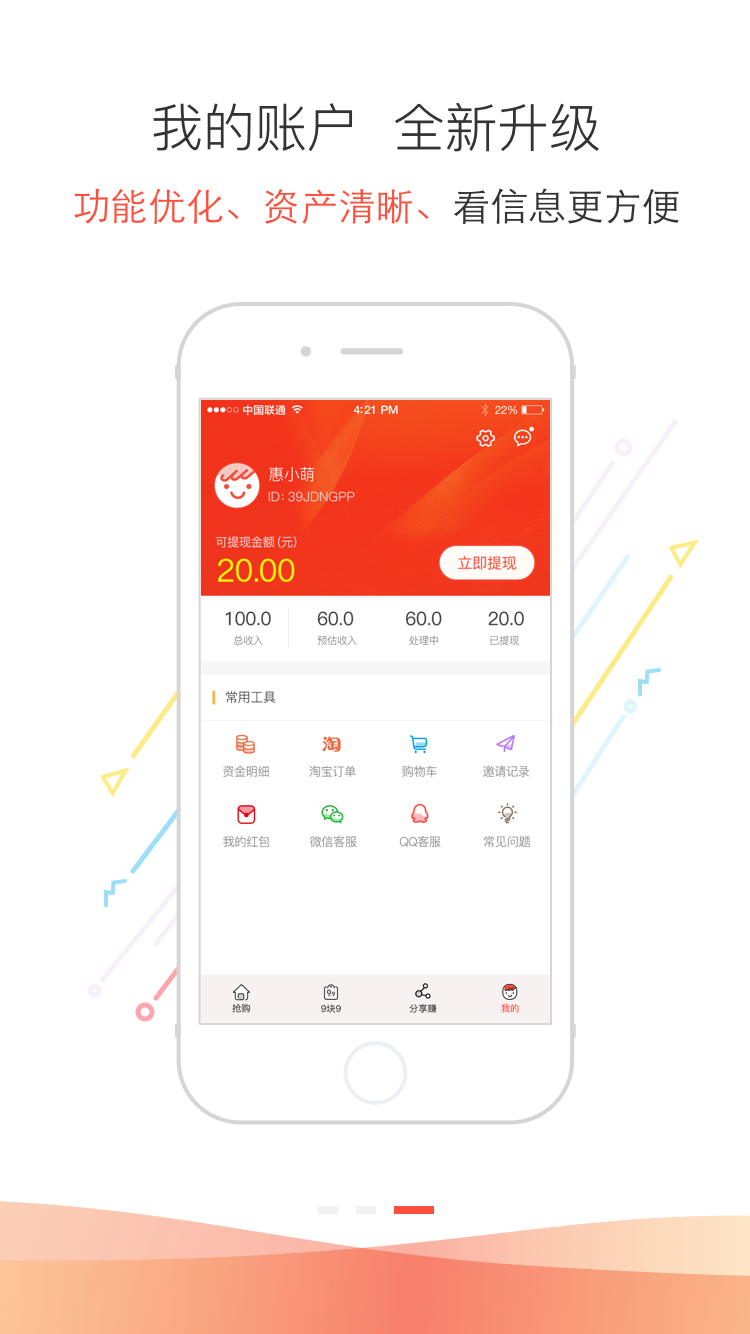 我的账户 全新升级
功能优化、资产清晰、看信息更方便
中国联通 4:21 PM 22%
惠小萌
ID: 39JDNGPP
可提现金额(元)
20.00 立即提现
100.0 60.0 60.0 20.0
总收入 预估收入 处理中 已提现
常用工具
淘
资金明细 淘宝订单 购物车 邀请记录
我的红包 微信客服 QQ客服 常见问题
抢购 9块9 分享赚 我的